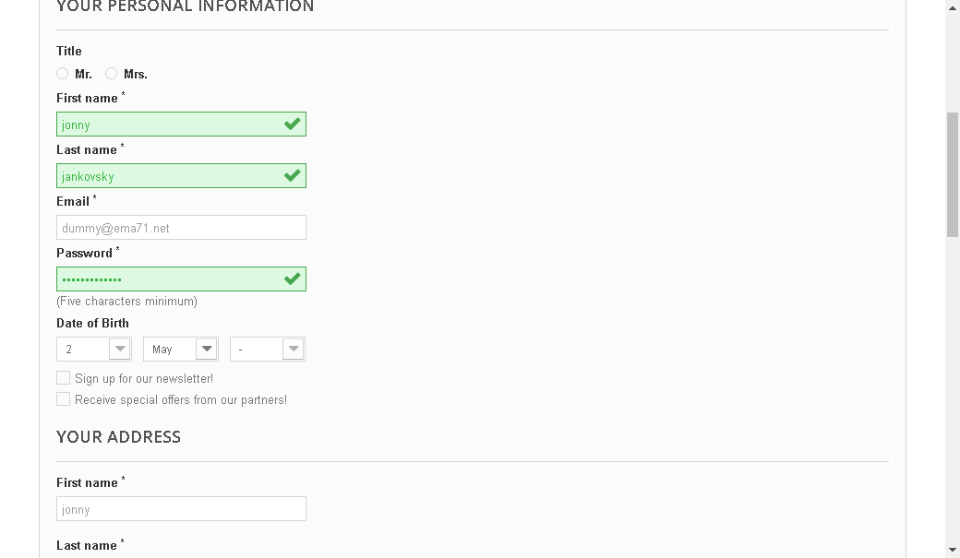 YOUR PERSONAL INFORMATION
Title
Mr. Mrs.
First name *
jonny
Last name *
jankovsky
Email *
dummy@ema71.net
Password *
•••••••••••••
(Five characters minimum)
Date of Birth
2 May -
Sign up for our newsletter!
Receive special offers from our partners!
YOUR ADDRESS
First name *
jonny
Last name *